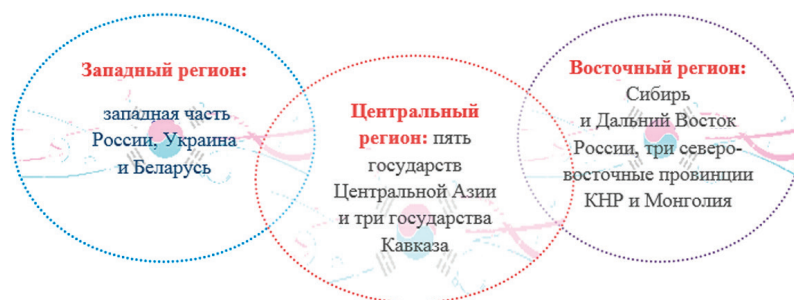 Западный регион:
западная часть
России, Украина
и Беларусь
Центральный
регион: пять
государств
Центральной Азии
и три государства
Кавказа
Восточный регион:
Сибирь
и Дальний Восток
России, три северо-
восточные провинции
КНР и Монголия